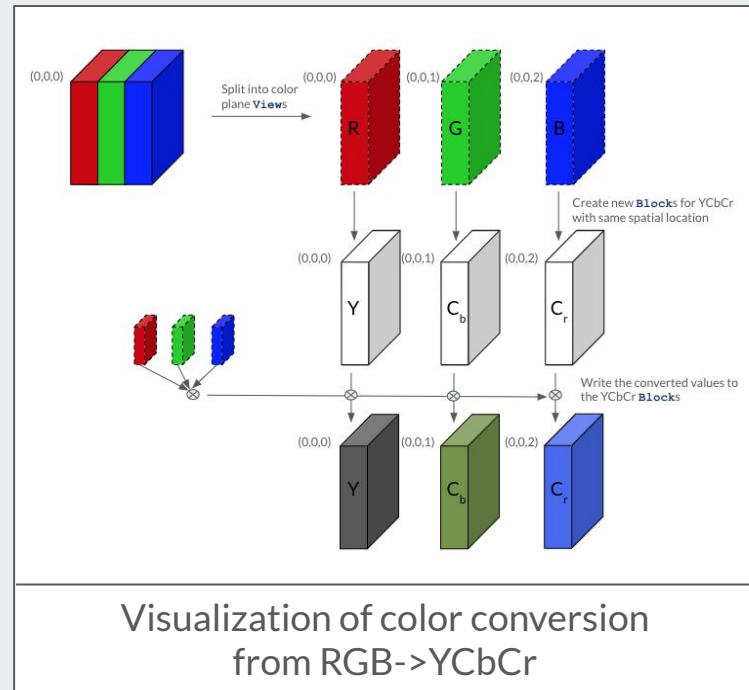 (0,0,0)
Split into color
plane Views
(0,0,0)
(0,0,1)
(0,0,2)
R
G
B
Create new Blocks for YCbCr
with same spatial location
(0,0,0)
(0,0,1)
(0,0,2)
Y
Cb
Cr
Write the converted values to
the YCbCr Blocks
(0,0,0)
(0,0,1)
(0,0,2)
Y
Cb
Cr
Visualization of color conversion
from RGB->YCbCr